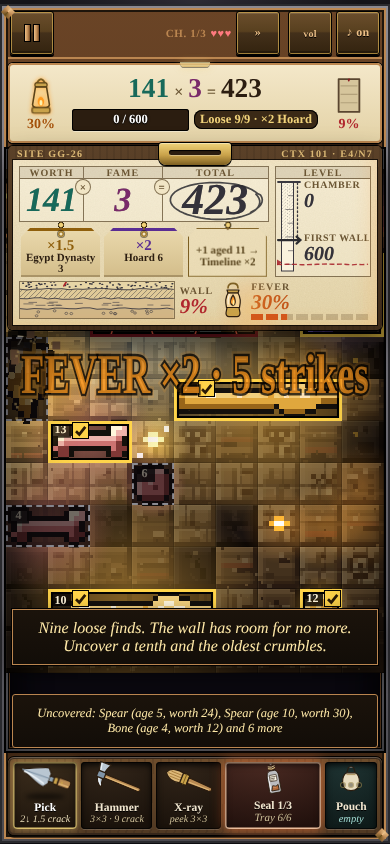 CH. 1/3 ♥♥♥
»
vol
♪ on
30%
141 × 3 = 423
0 / 600
Loose 9/9 · ×2 Hoard
9%
SITE GG-26
CTX 101 · E4/N7
WORTH
FAME
TOTAL
LEVEL
141 × 3 = 423
CHAMBER
0
FIRST WALL
600
×1.5
Egypt Dynasty
3
×2
Hoard 6
+1 aged 11 →
Timeline ×2
WALL
9%
FEVER
30%
7
FEVER ×2 · 5 strikes
13
6
4
10
12
Nine loose finds. The wall has room for no more.
Uncover a tenth and the oldest crumbles.
Uncovered: Spear (age 5, worth 24), Spear (age 10, worth 30),
Bone (age 4, worth 12) and 6 more
Pick
2↓ 1.5 crack
Hammer
3×3 · 9 crack
X-ray
peek 3×3
Seal 1/3
Tray 6/6
Pouch
empty